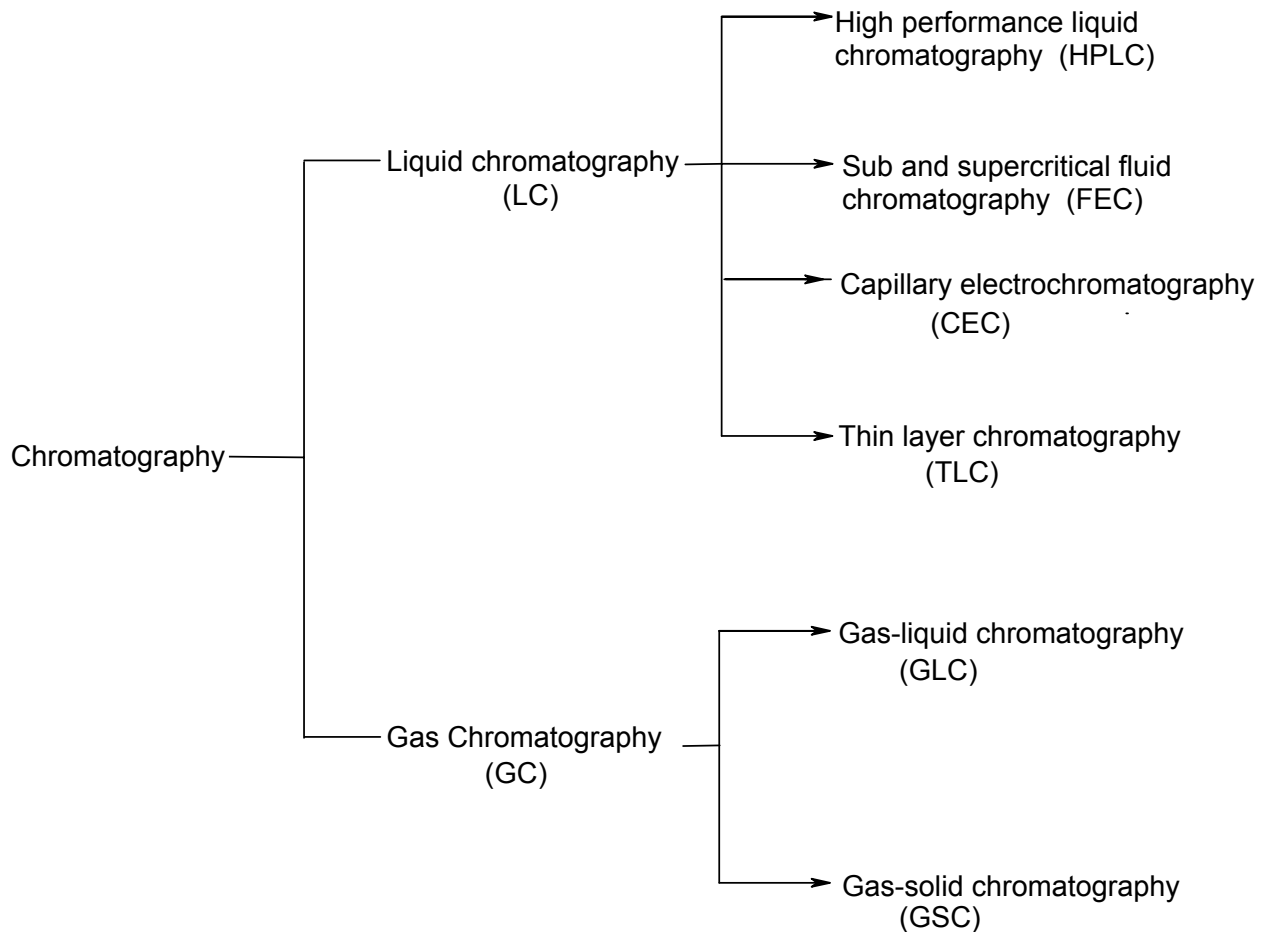 High performance liquid
chromatography (HPLC)
Liquid chromatography
(LC)
Sub and supercritical fluid
chromatography (FEC)
Capillary electrochromatography
(CEC)
Chromatography
Thin layer chromatography
(TLC)
Gas-liquid chromatography
(GLC)
Gas Chromatography
(GC)
Gas-solid chromatography
(GSC)